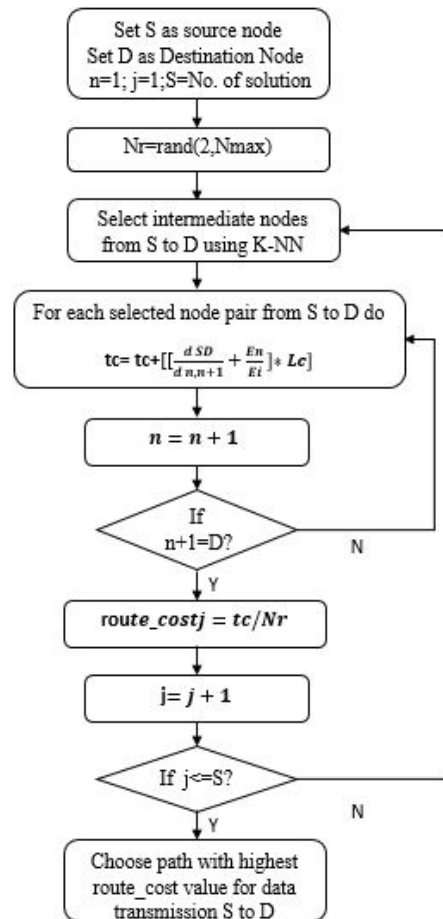 Set S as source node
Set D as Destination Node
n=1; j=1;S=No. of solution
Nr=rand(2,Nmax)
Select intermediate nodes
from S to D using K-NN
For each selected node pair from S to D do
tc= tc+[[\frac{d SD}{d n,n+1} + \frac{En}{Ei}]* Lc]
n = n + 1
If
n+1=D?
N
Y
route_costj = tc/Nr
j= j + 1
If j<=S?
N
Y
Choose path with highest
route_cost value for data
transmission S to D